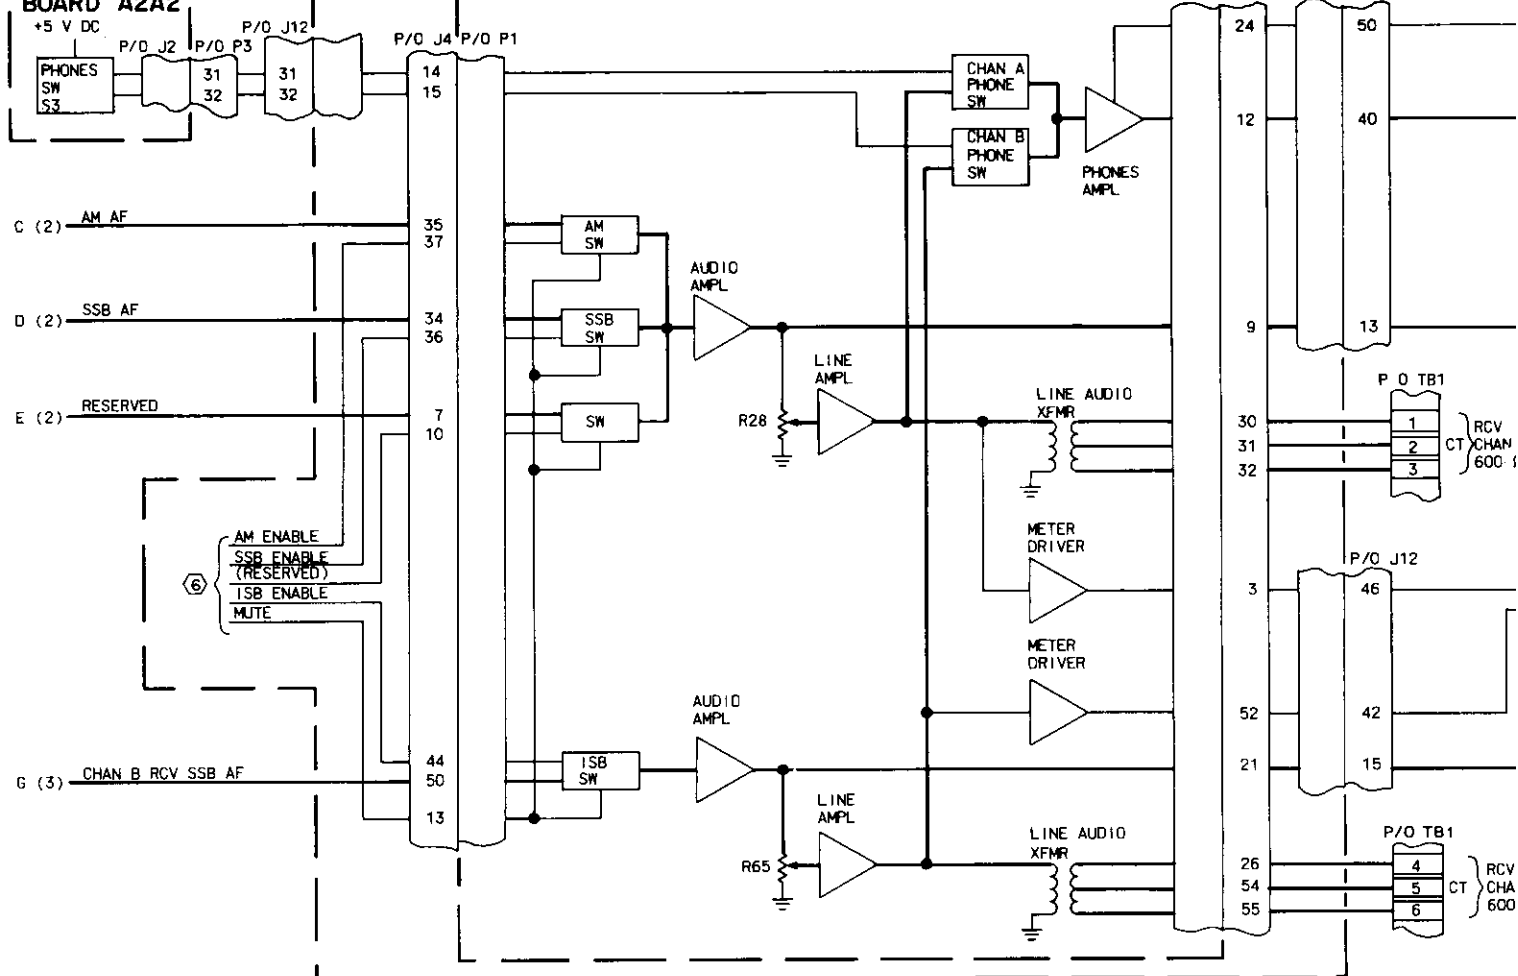 BOARD A2A2
+5 V DC
P/O J2
P/O P3
P/O J12
P/O J4
P/O P1
PHONES
SW
S3
31
32
31
32
14
15
CHAN A
PHONE
SW
CHAN B
PHONE
SW
PHONES
AMPL
24
12
50
40
C (2)
AM AF
35
37
AM
SW
D (2)
SSB AF
34
36
SSB
SW
AUDIO
AMPL
9
13
E (2)
RESERVED
7
10
SW
R28
LINE
AMPL
LINE AUDIO
XFMR
30
31
32
P O TB1
1
2
3
CT
RCV
CHAN
600
6
AM ENABLE
SSB ENABLE
(RESERVED)
ISB ENABLE
MUTE
METER
DRIVER
3
P/O J12
46
METER
DRIVER
52
42
G (3)
CHAN B RCV SSB AF
44
50
13
ISB
SW
AUDIO
AMPL
21
15
R65
LINE
AMPL
LINE AUDIO
XFMR
26
54
55
P/O TB1
4
5
6
CT
RCV
CHA
600